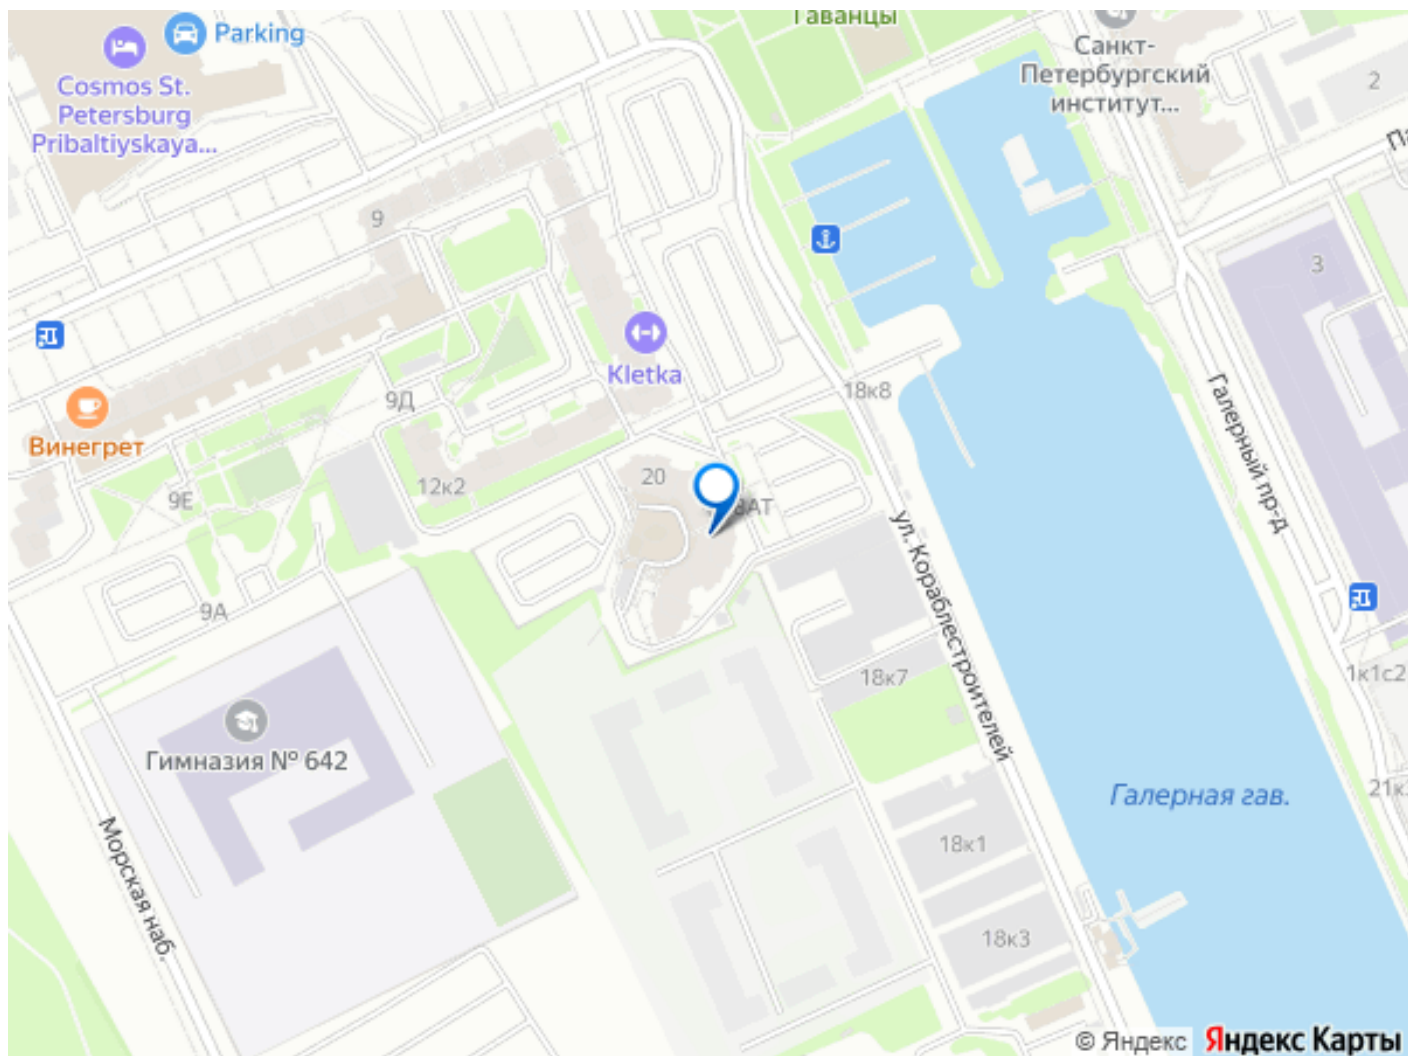 Гаванцы
Parking
Cosmos St.
Petersburg
Pribaltiyskaya...
Санкт-
Петербургский
институт...
2
9
3
Kletka
18к8
9Д
Винегрет
Галерный пр-д
12к2
20
9Е
ул. Кораблестроителей
9А
1к1с2
18к7
Гимназия № 642
Галерная гав.
18к1
Морская наб.
18к3
© Яндекс
Яндекс Карты